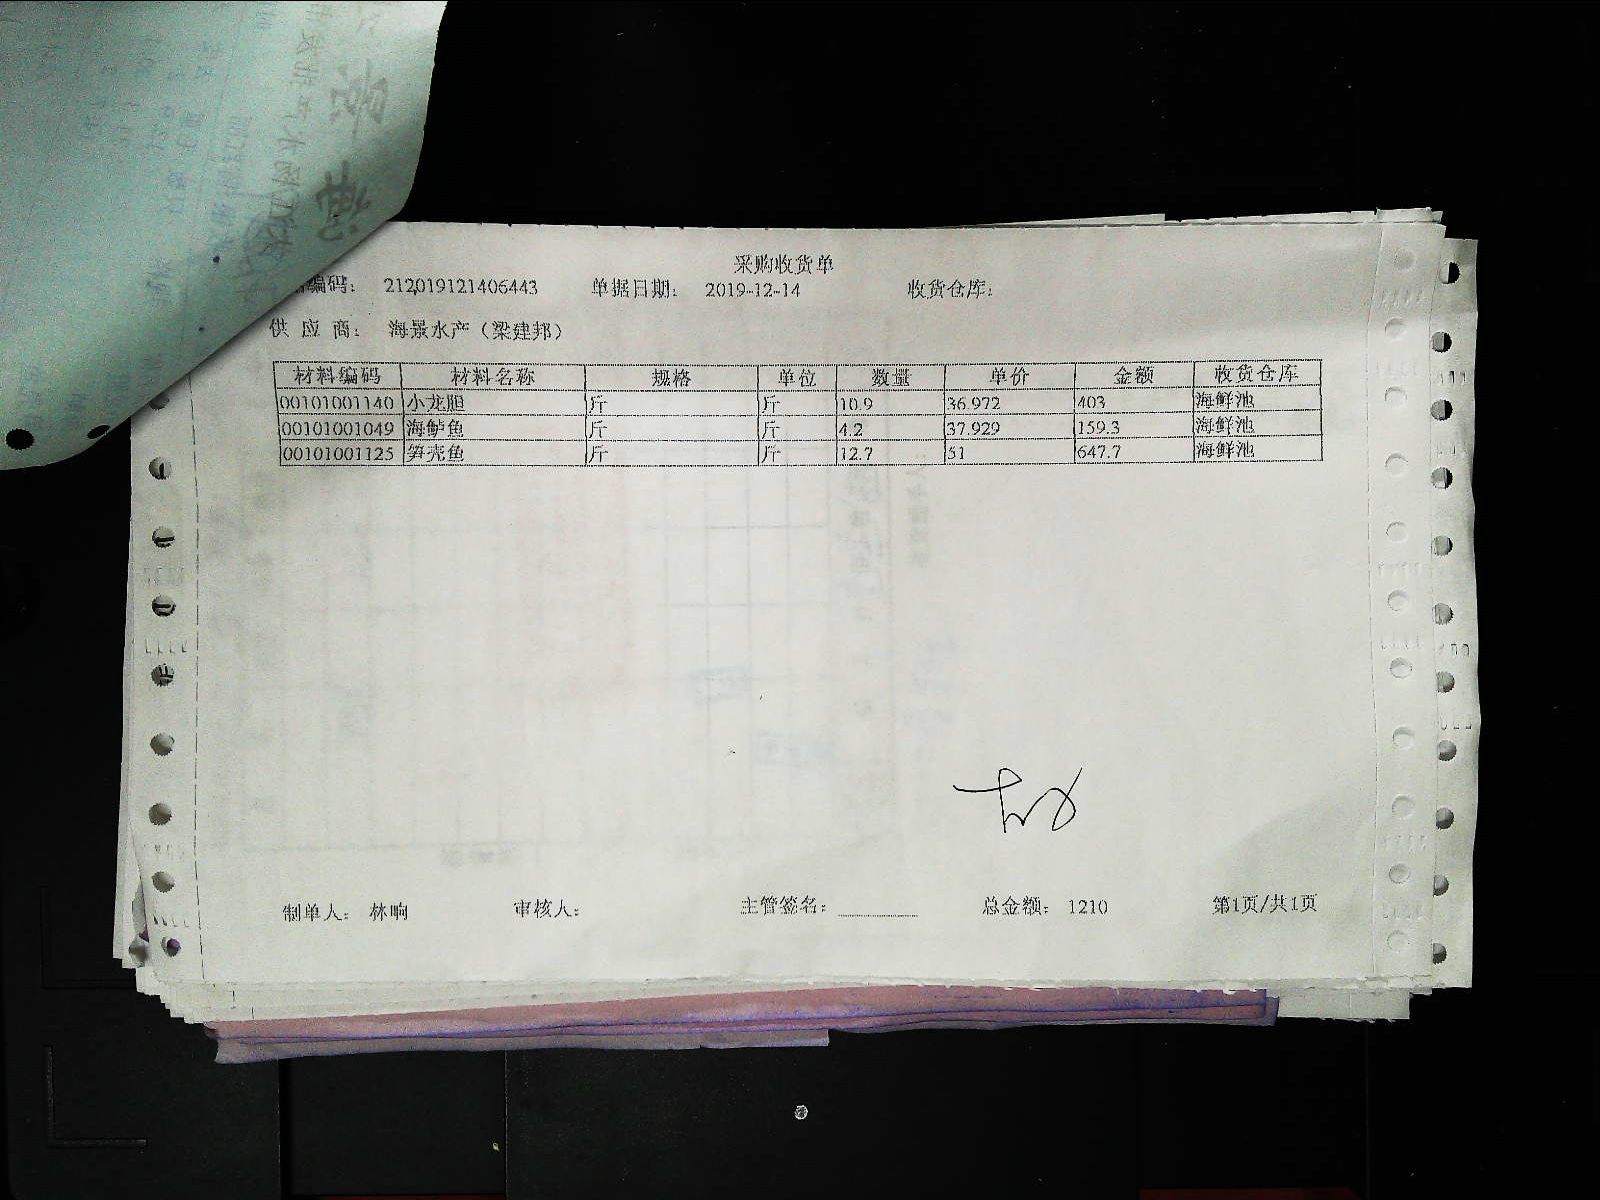 采购收货单
编码： 212019121406443 单据日期： 2019-12-14 收货仓库：
供 应 商： 海景水产（梁建邦）
材料编码 材料名称 规格 单位 数量 单价 金额 收货仓库
00101001140 小龙胆 斤 斤 10.9 36.972 403 海鲜池
00101001049 海鲈鱼 斤 斤 4.2 37.929 159.3 海鲜池
00101001125 笋壳鱼 斤 斤 12.7 51 647.7 海鲜池
制单人： 林响 审核人： 主管签名： 总金额： 1210 第1页/共1页